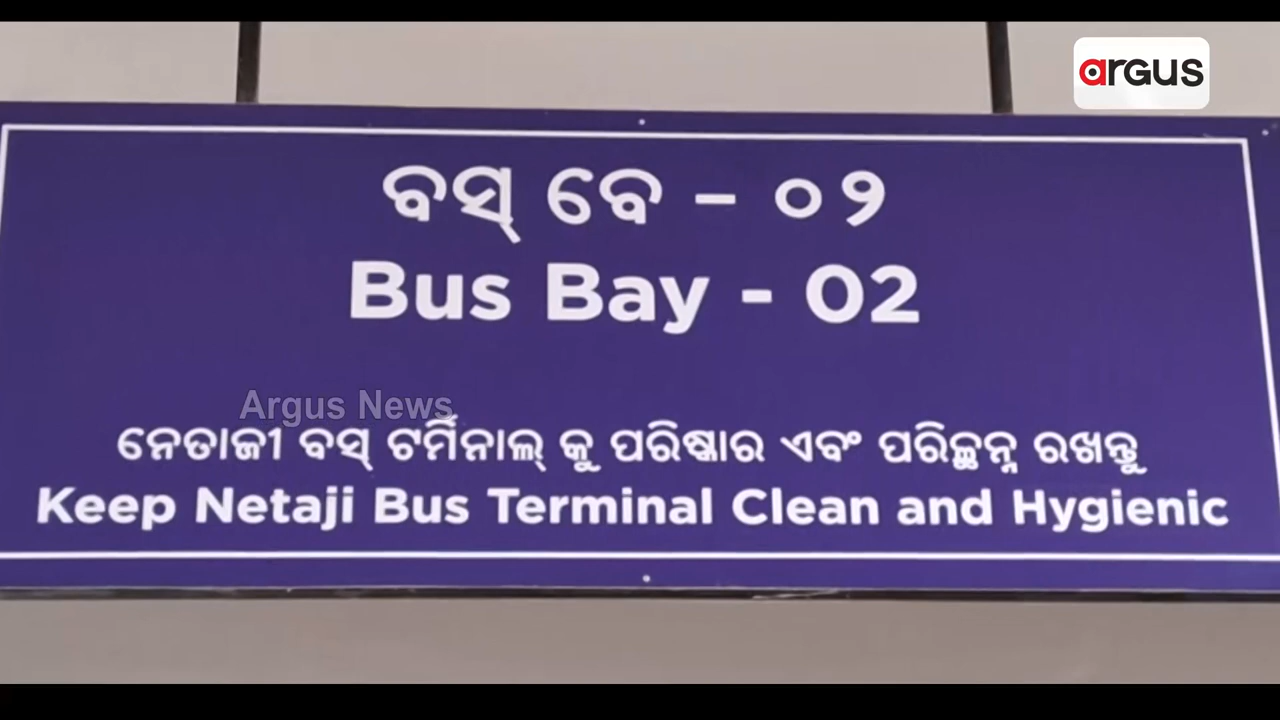 argus
ବସ୍ ବେ – ୦୨
Bus Bay - 02
Argus News
ନେତାଜୀ ବସ୍ ଟର୍ମିନାଲ୍ କୁ ପରିଷ୍କାର ଏବଂ ପରିଚ୍ଛନ୍ନ ରଖନ୍ତୁ
Keep Netaji Bus Terminal Clean and Hygienic